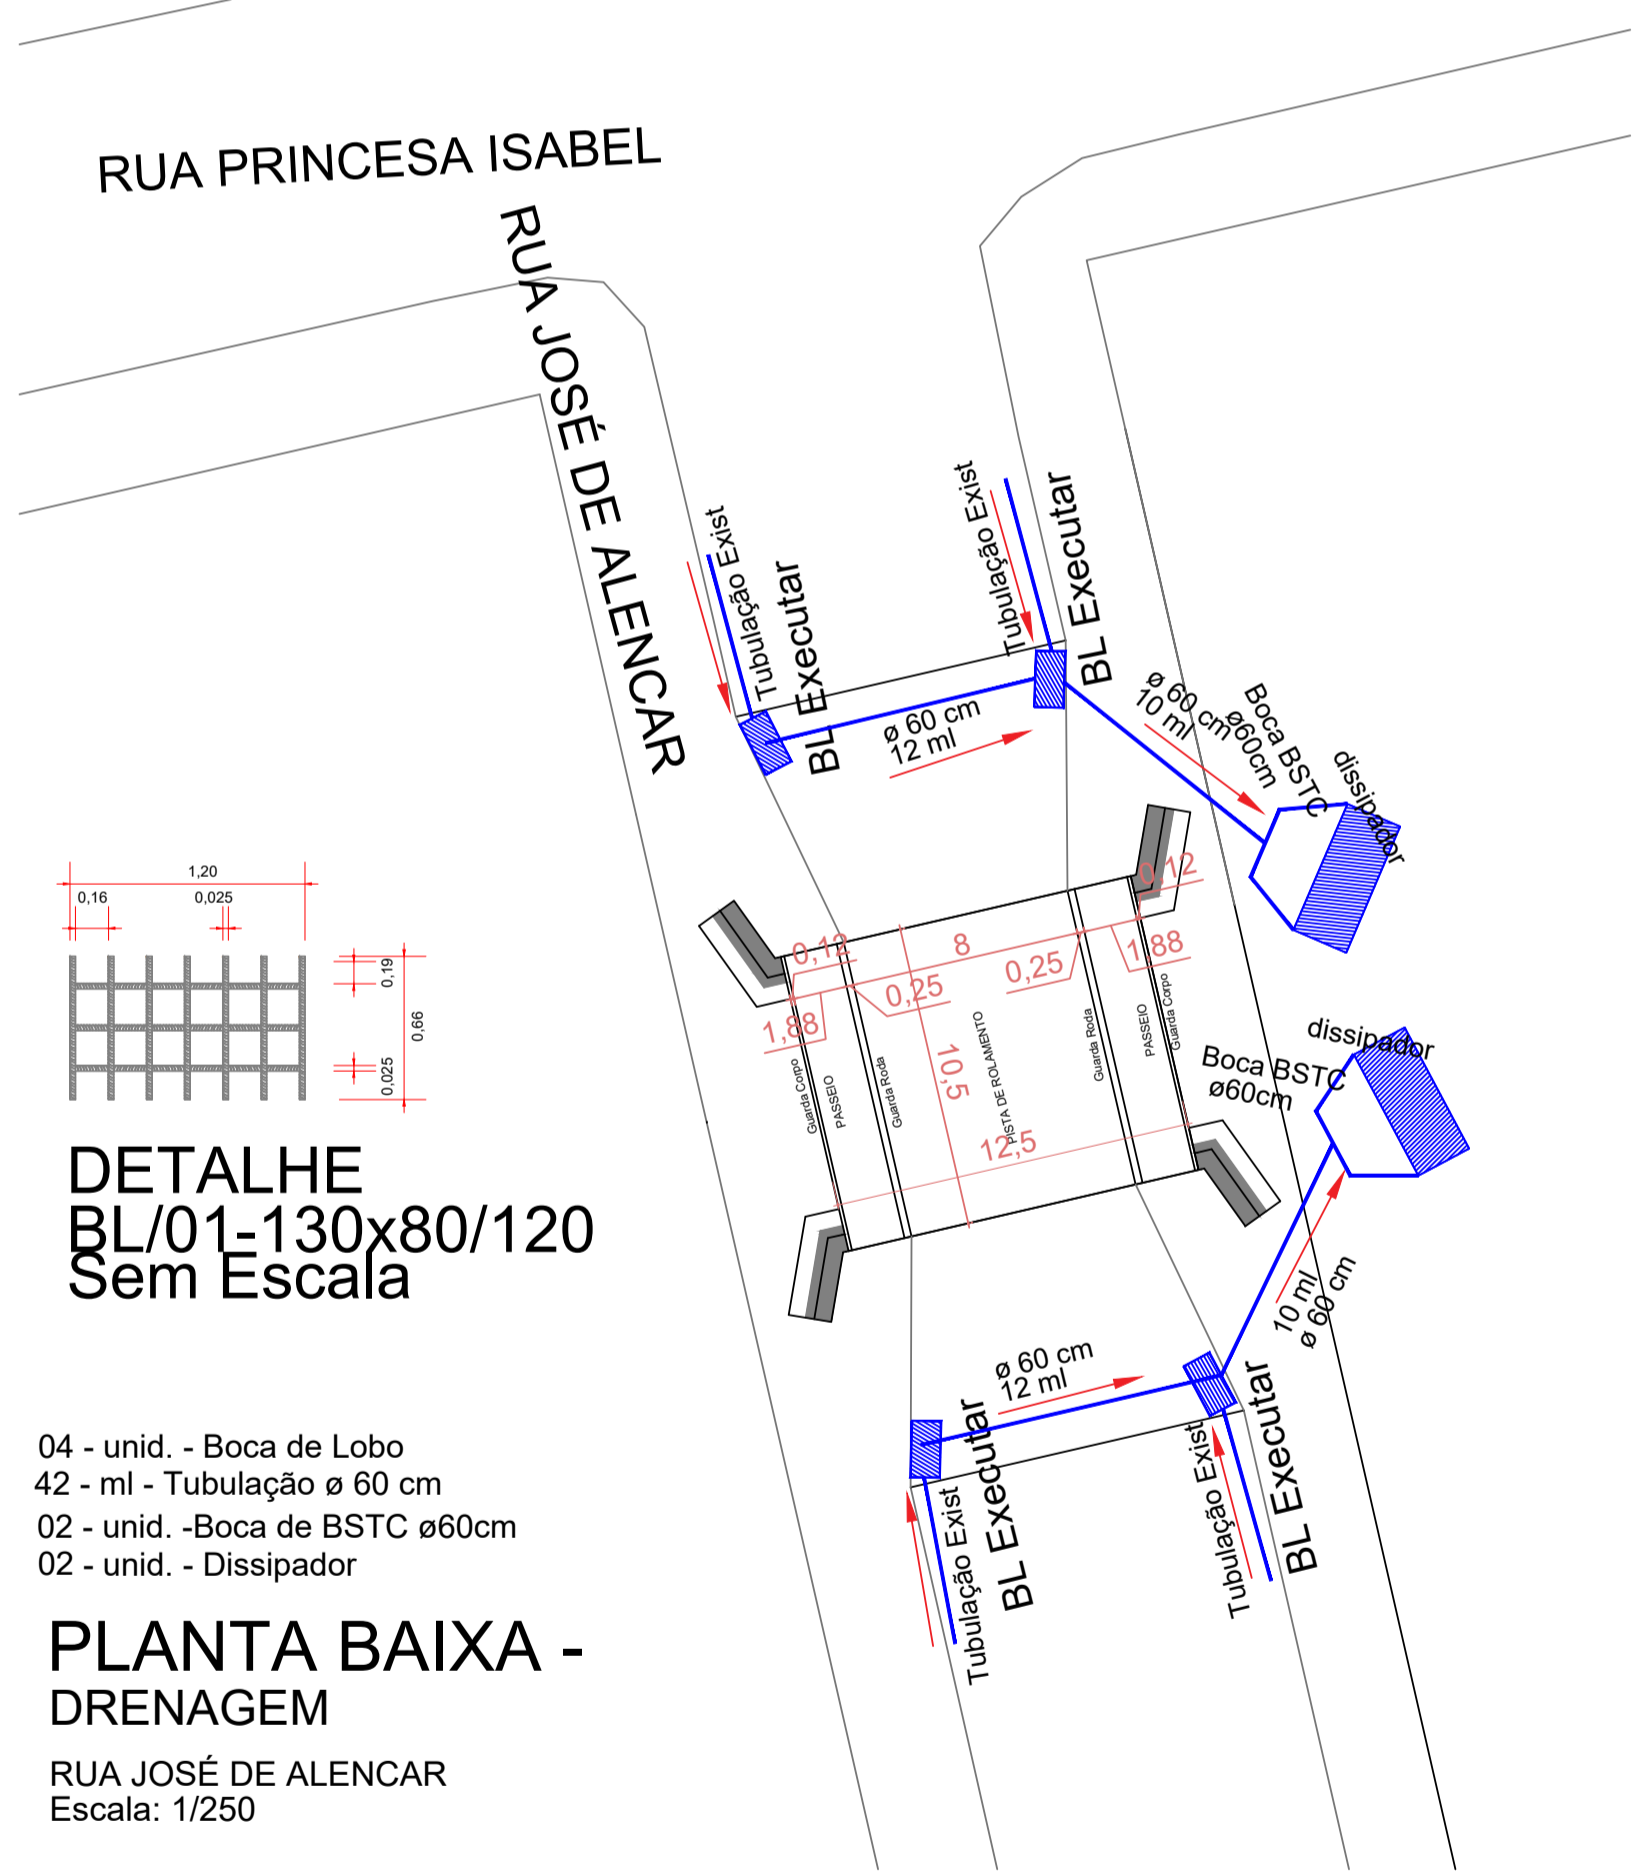 RUA PRINCESA ISABEL
RUA JOSÉ DE ALENCAR
Tubulação Exist
BL Executar
Tubulação Exist
BL Executar
ø 60 cm
12 ml
ø 60 cm
10 ml
Boca BSTC
ø60cm
dissipador
1,20
0,16
0,025
0,19
0,66
0,025
0,12
8
0,12
0,25
0,25
1,88
1,88
10,5
12,5
Guarda Corpo
PASSEIO
Guarda Roda
PISTA DE ROLAMENTO
Guarda Roda
PASSEIO
Guarda Corpo
dissipador
Boca BSTC
ø60cm
10 ml
ø 60 cm
ø 60 cm
12 ml
BL Executar
Tubulação Exist
BL Executar
Tubulação Exist
DETALHE
BL/01-130x80/120
Sem Escala
04 - unid. - Boca de Lobo
42 - ml - Tubulação ø 60 cm
02 - unid. -Boca de BSTC ø60cm
02 - unid. - Dissipador
PLANTA BAIXA -
DRENAGEM
RUA JOSÉ DE ALENCAR
Escala: 1/250